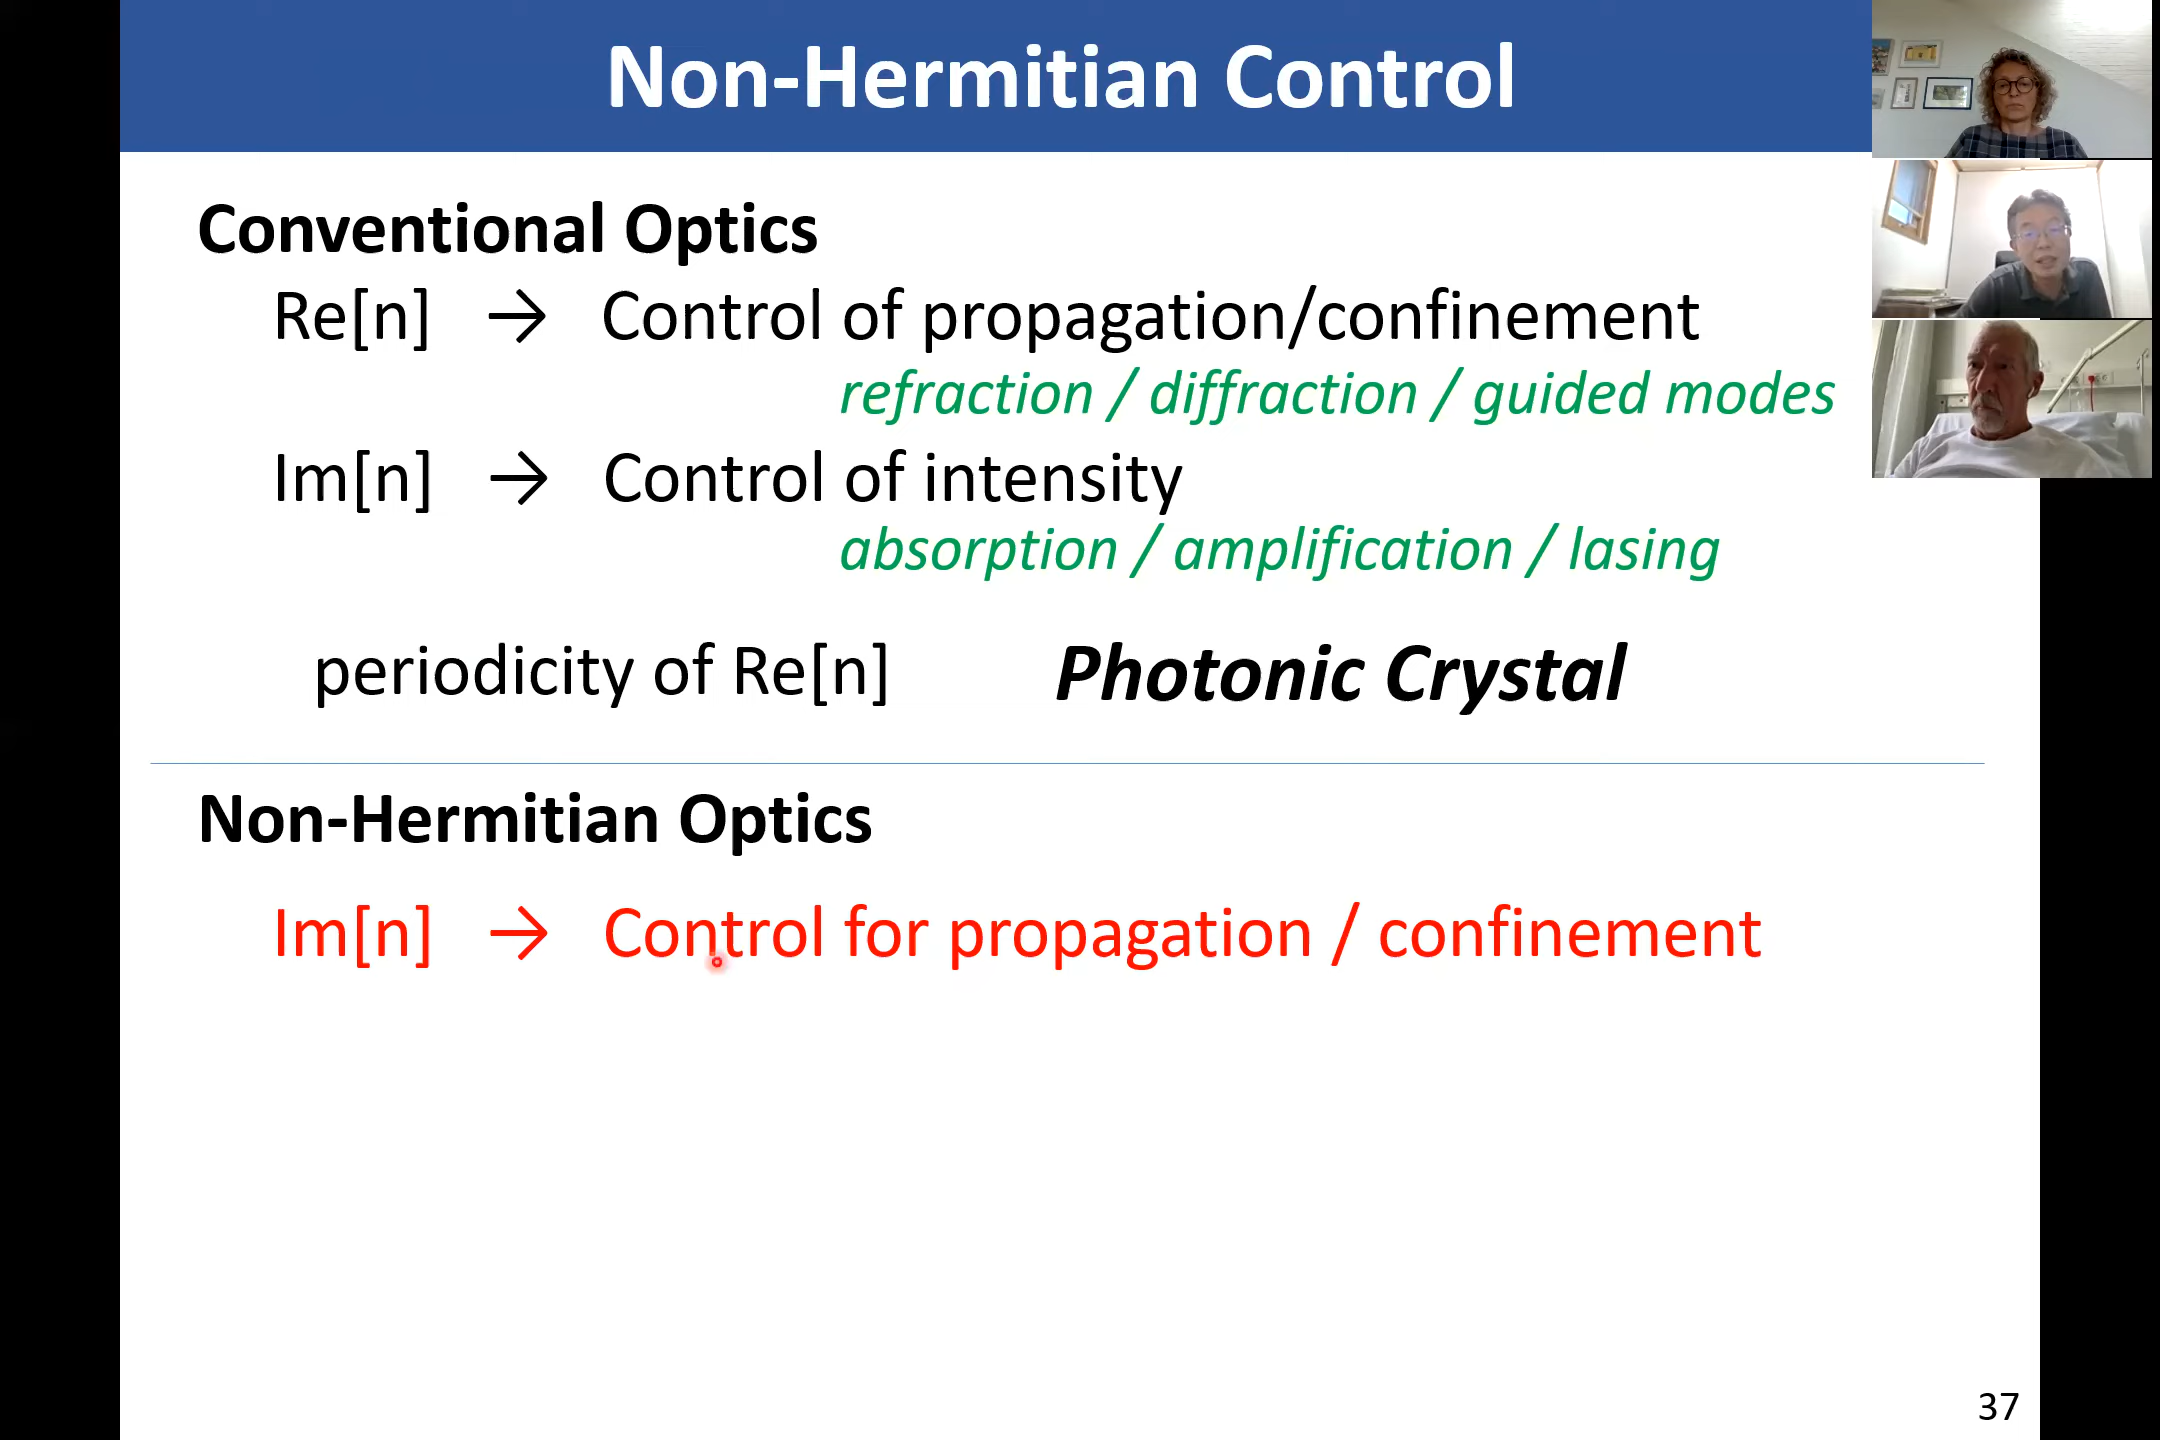 Non-Hermitian Control
Conventional Optics
Re[n] → Control of propagation/confinement
refraction / diffraction / guided modes
Im[n] → Control of intensity
absorption / amplification / lasing
periodicity of Re[n] Photonic Crystal
Non-Hermitian Optics
Im[n] → Control for propagation / confinement
37